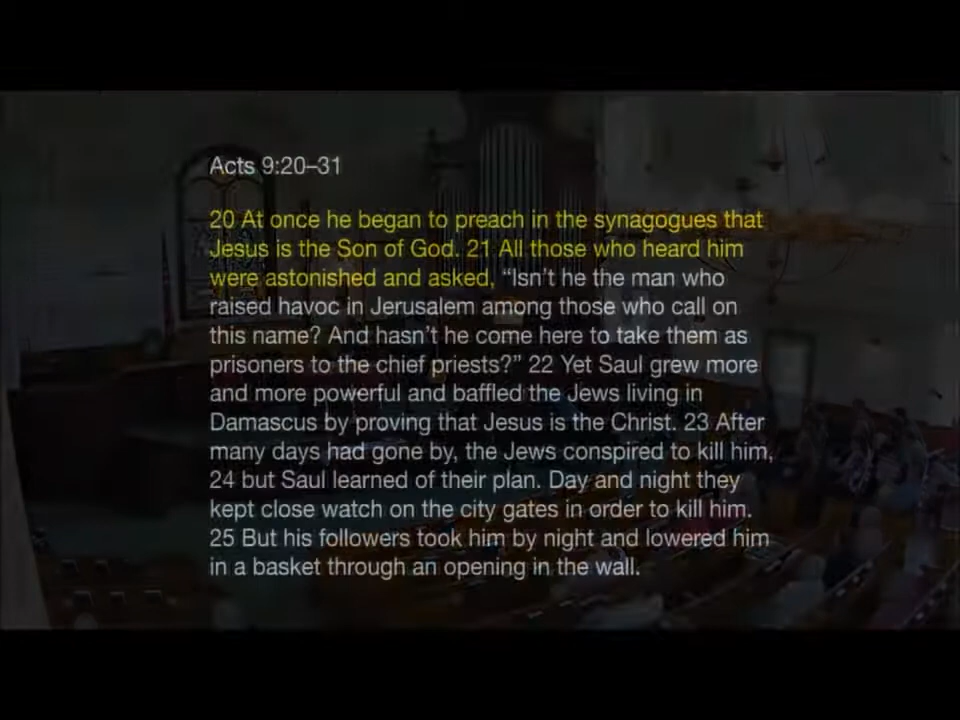 Acts 9:20–31
20 At once he began to preach in the synagogues that
Jesus is the Son of God. 21 All those who heard him
were astonished and asked, “Isn’t he the man who
raised havoc in Jerusalem among those who call on
this name? And hasn’t he come here to take them as
prisoners to the chief priests?” 22 Yet Saul grew more
and more powerful and baffled the Jews living in
Damascus by proving that Jesus is the Christ. 23 After
many days had gone by, the Jews conspired to kill him,
24 but Saul learned of their plan. Day and night they
kept close watch on the city gates in order to kill him.
25 But his followers took him by night and lowered him
in a basket through an opening in the wall.